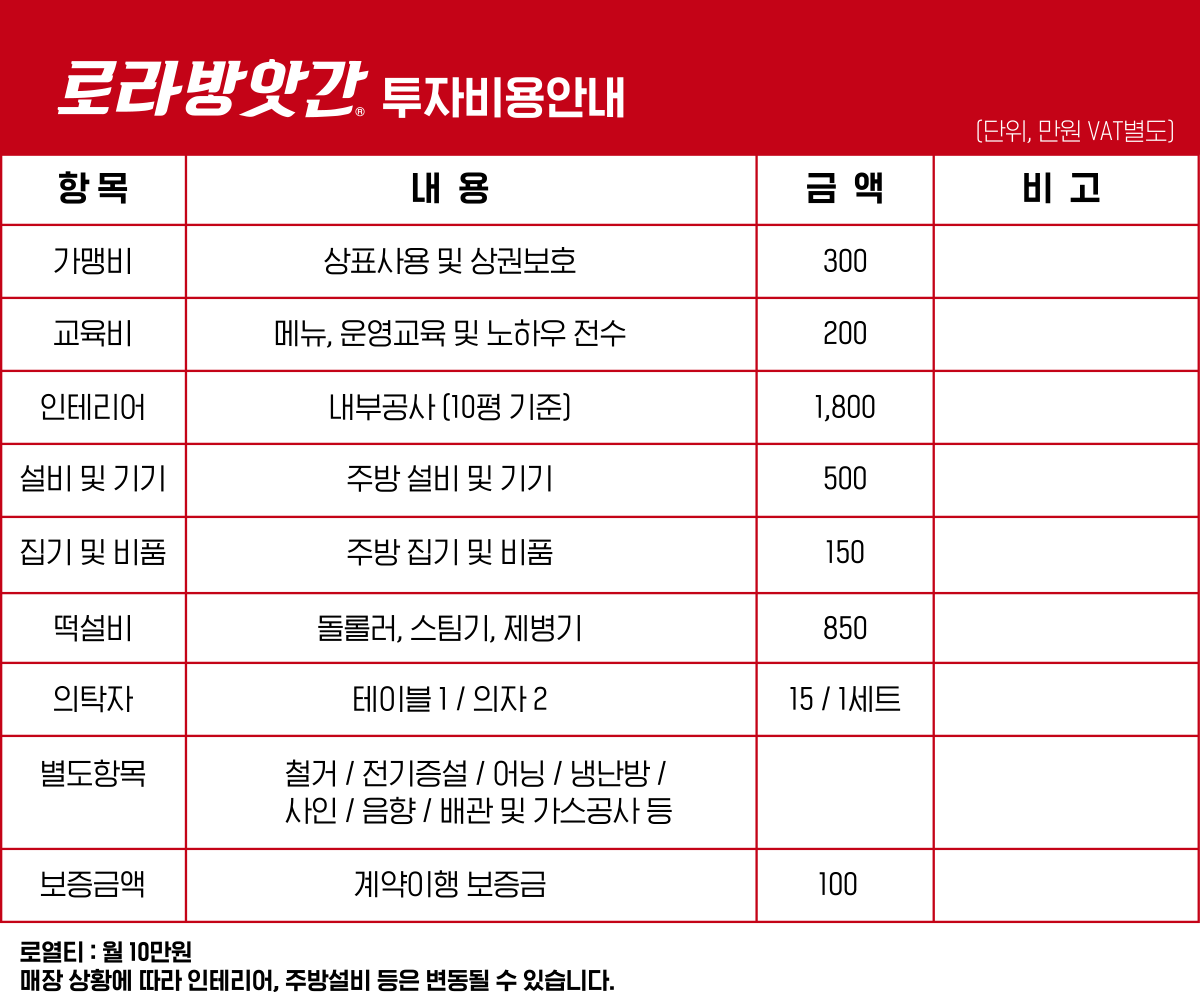 로라방앗간® 투자비용안내
(단위, 만원 VAT별도)
항 목 내 용 금 액 비 고
가맹비 상표사용 및 상권보호 300
교육비 메뉴, 운영교육 및 노하우 전수 200
인테리어 내부공사 (10평 기준) 1,800
설비 및 기기 주방 설비 및 기기 500
집기 및 비품 주방 집기 및 비품 150
떡설비 돌롤러, 스팀기, 제병기 850
의탁자 테이블 1 / 의자 2 15 / 1세트
별도항목 철거 / 전기증설 / 어닝 / 냉난방 /
사인 / 음향 / 배관 및 가스공사 등
보증금액 계약이행 보증금 100
로열티 : 월 10만원
매장 상황에 따라 인테리어, 주방설비 등은 변동될 수 있습니다.